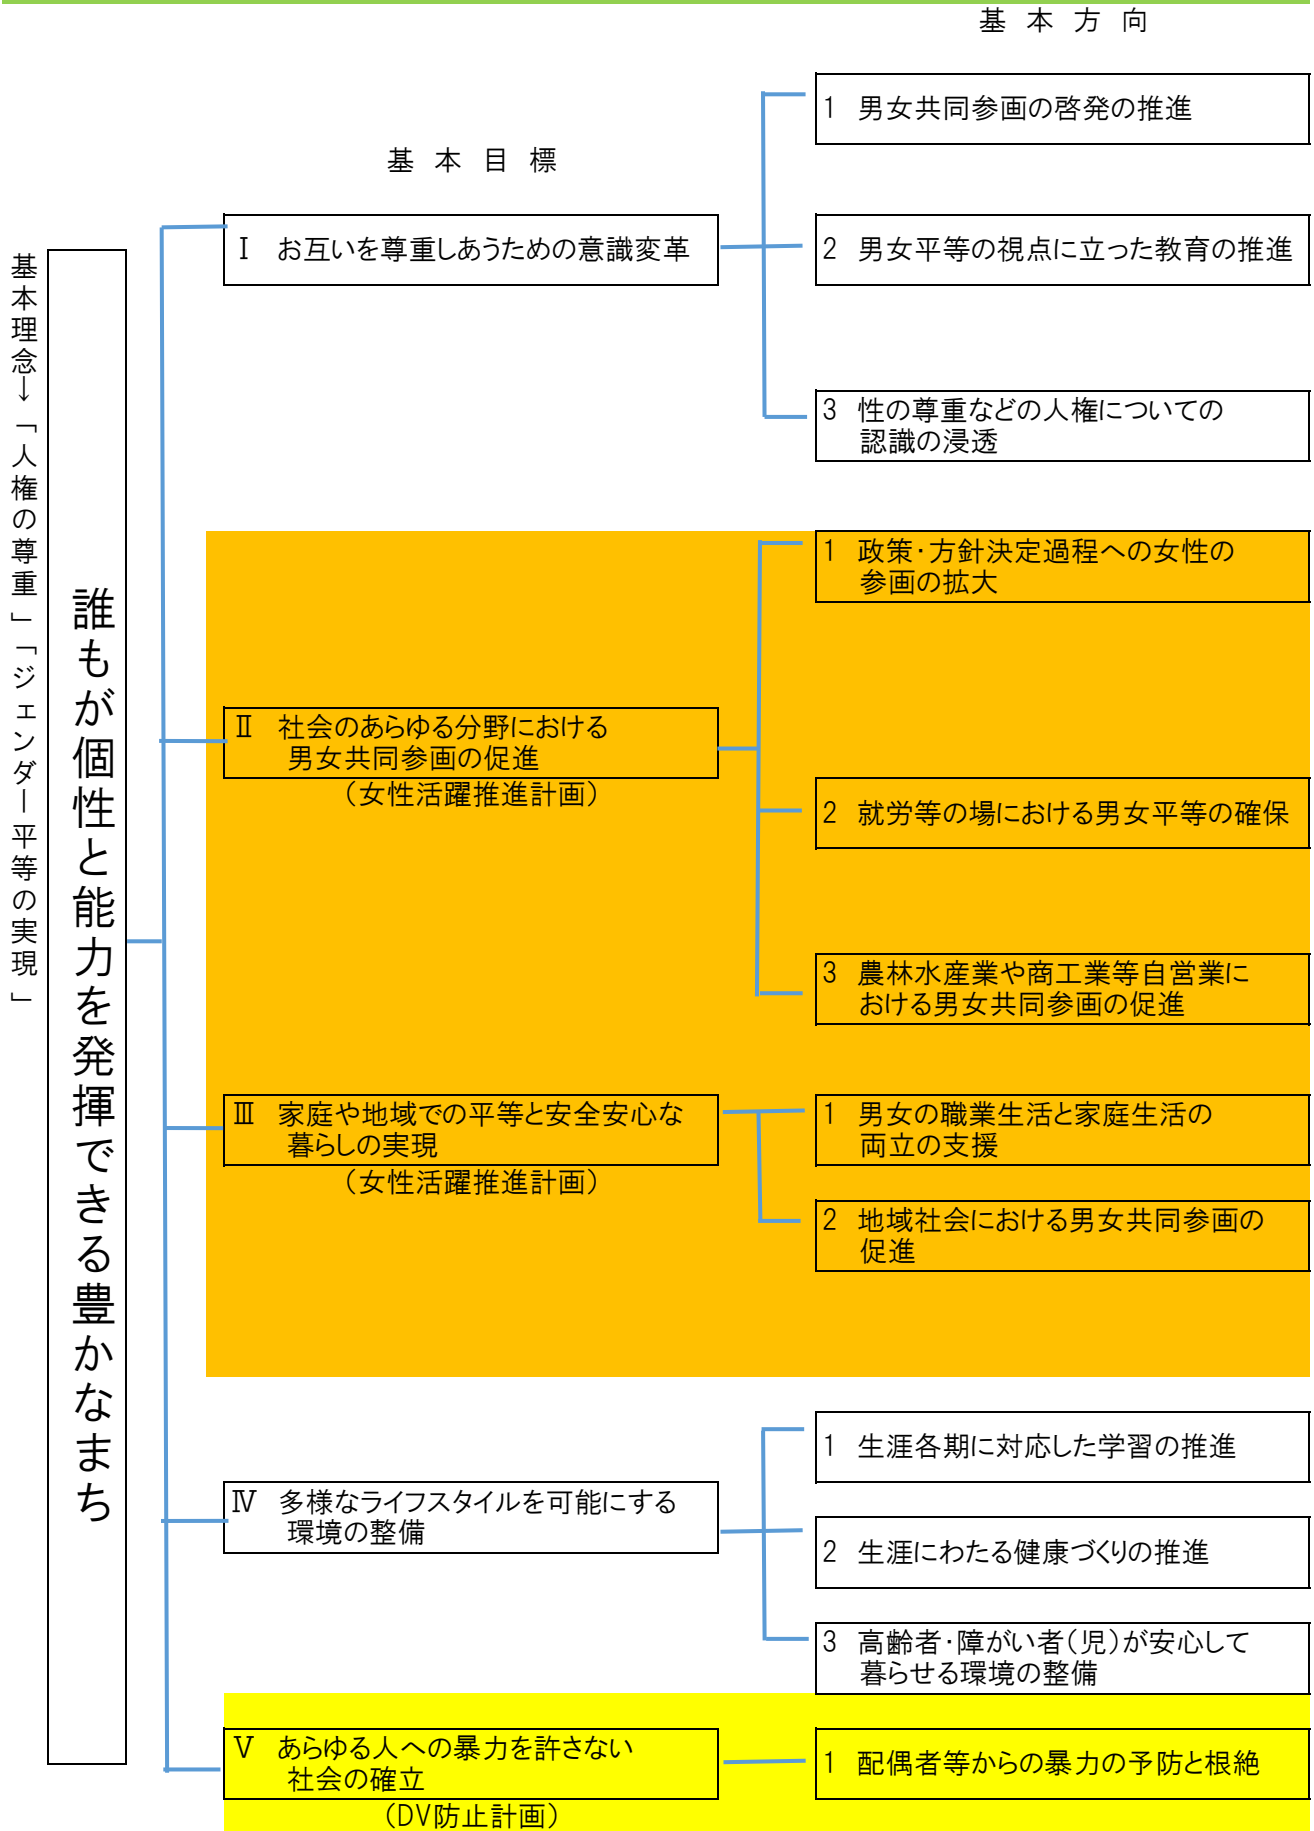 基本方向
基本目標
基本理念→「人権の尊重」「ジェンダー平等の実現」
誰もが個性と能力を発揮できる豊かなまち
Ⅰ お互いを尊重しあうための意識変革
1 男女共同参画の啓発の推進
2 男女平等の視点に立った教育の推進
3 性の尊重などの人権についての
認識の浸透
Ⅱ 社会のあらゆる分野における
男女共同参画の促進
（女性活躍推進計画）
1 政策・方針決定過程への女性の
参画の拡大
2 就労等の場における男女平等の確保
3 農林水産業や商工業等自営業に
おける男女共同参画の促進
Ⅲ 家庭や地域での平等と安全安心な
暮らしの実現
（女性活躍推進計画）
1 男女の職業生活と家庭生活の
両立の支援
2 地域社会における男女共同参画の
促進
Ⅳ 多様なライフスタイルを可能にする
環境の整備
1 生涯各期に対応した学習の推進
2 生涯にわたる健康づくりの推進
3 高齢者・障がい者（児）が安心して
暮らせる環境の整備
Ⅴ あらゆる人への暴力を許さない
社会の確立
（DV防止計画）
1 配偶者等からの暴力の予防と根絶